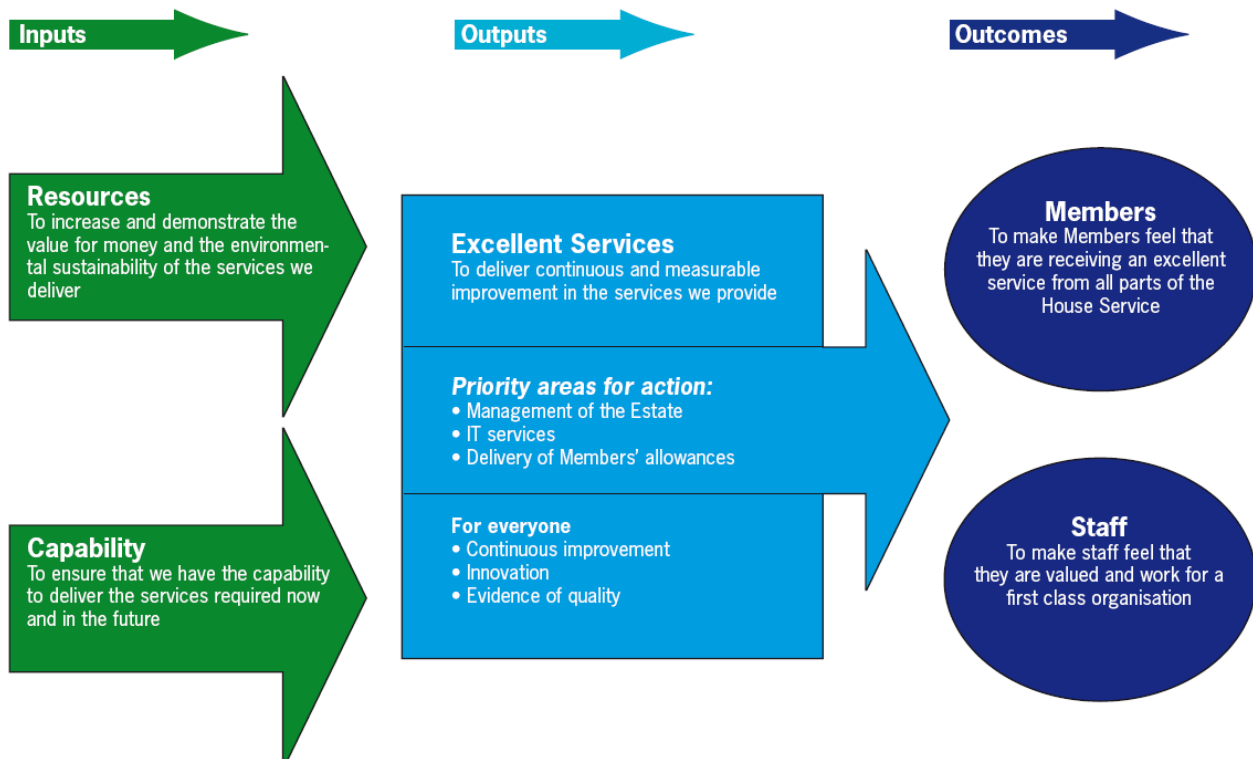 Inputs
Outputs
Outcomes
Resources
To increase and demonstrate the
value for money and the environmen-
tal sustainability of the services we
deliver
Capability
To ensure that we have the capability
to deliver the services required now
and in the future
Excellent Services
To deliver continuous and measurable
improvement in the services we provide
Priority areas for action:
• Management of the Estate
• IT services
• Delivery of Members’ allowances
For everyone
• Continuous improvement
• Innovation
• Evidence of quality
Members
To make Members feel that
they are receiving an excellent
service from all parts of the
House Service
Staff
To make staff feel that
they are valued and work for a
first class organisation